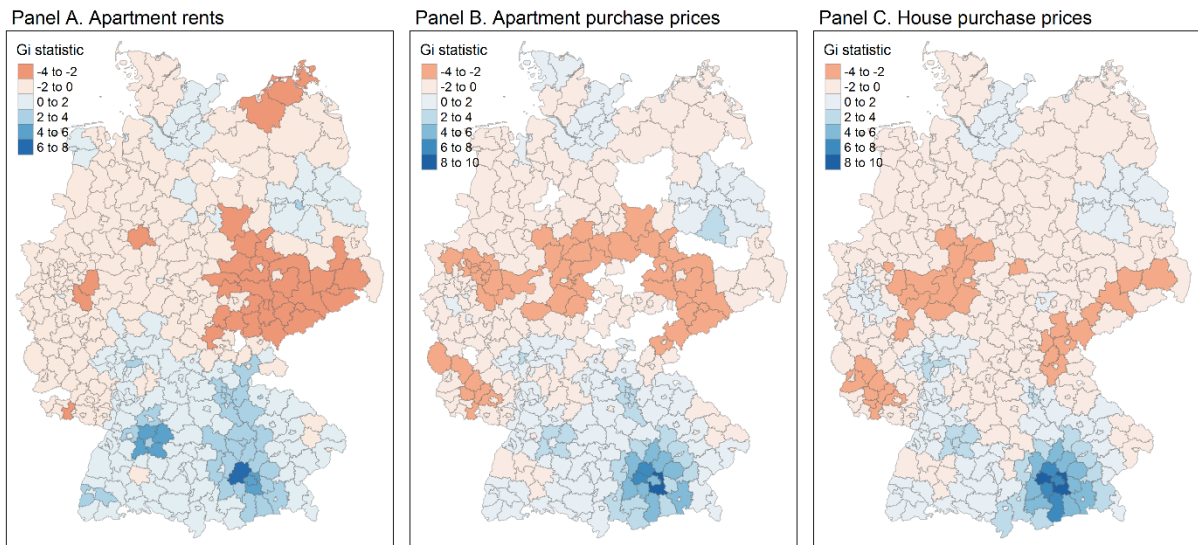 Panel A. Apartment rents
Gi statistic
-4 to -2
-2 to 0
0 to 2
2 to 4
4 to 6
6 to 8
Panel B. Apartment purchase prices
Gi statistic
-4 to -2
-2 to 0
0 to 2
2 to 4
4 to 6
6 to 8
8 to 10
Panel C. House purchase prices
Gi statistic
-4 to -2
-2 to 0
0 to 2
2 to 4
4 to 6
6 to 8
8 to 10